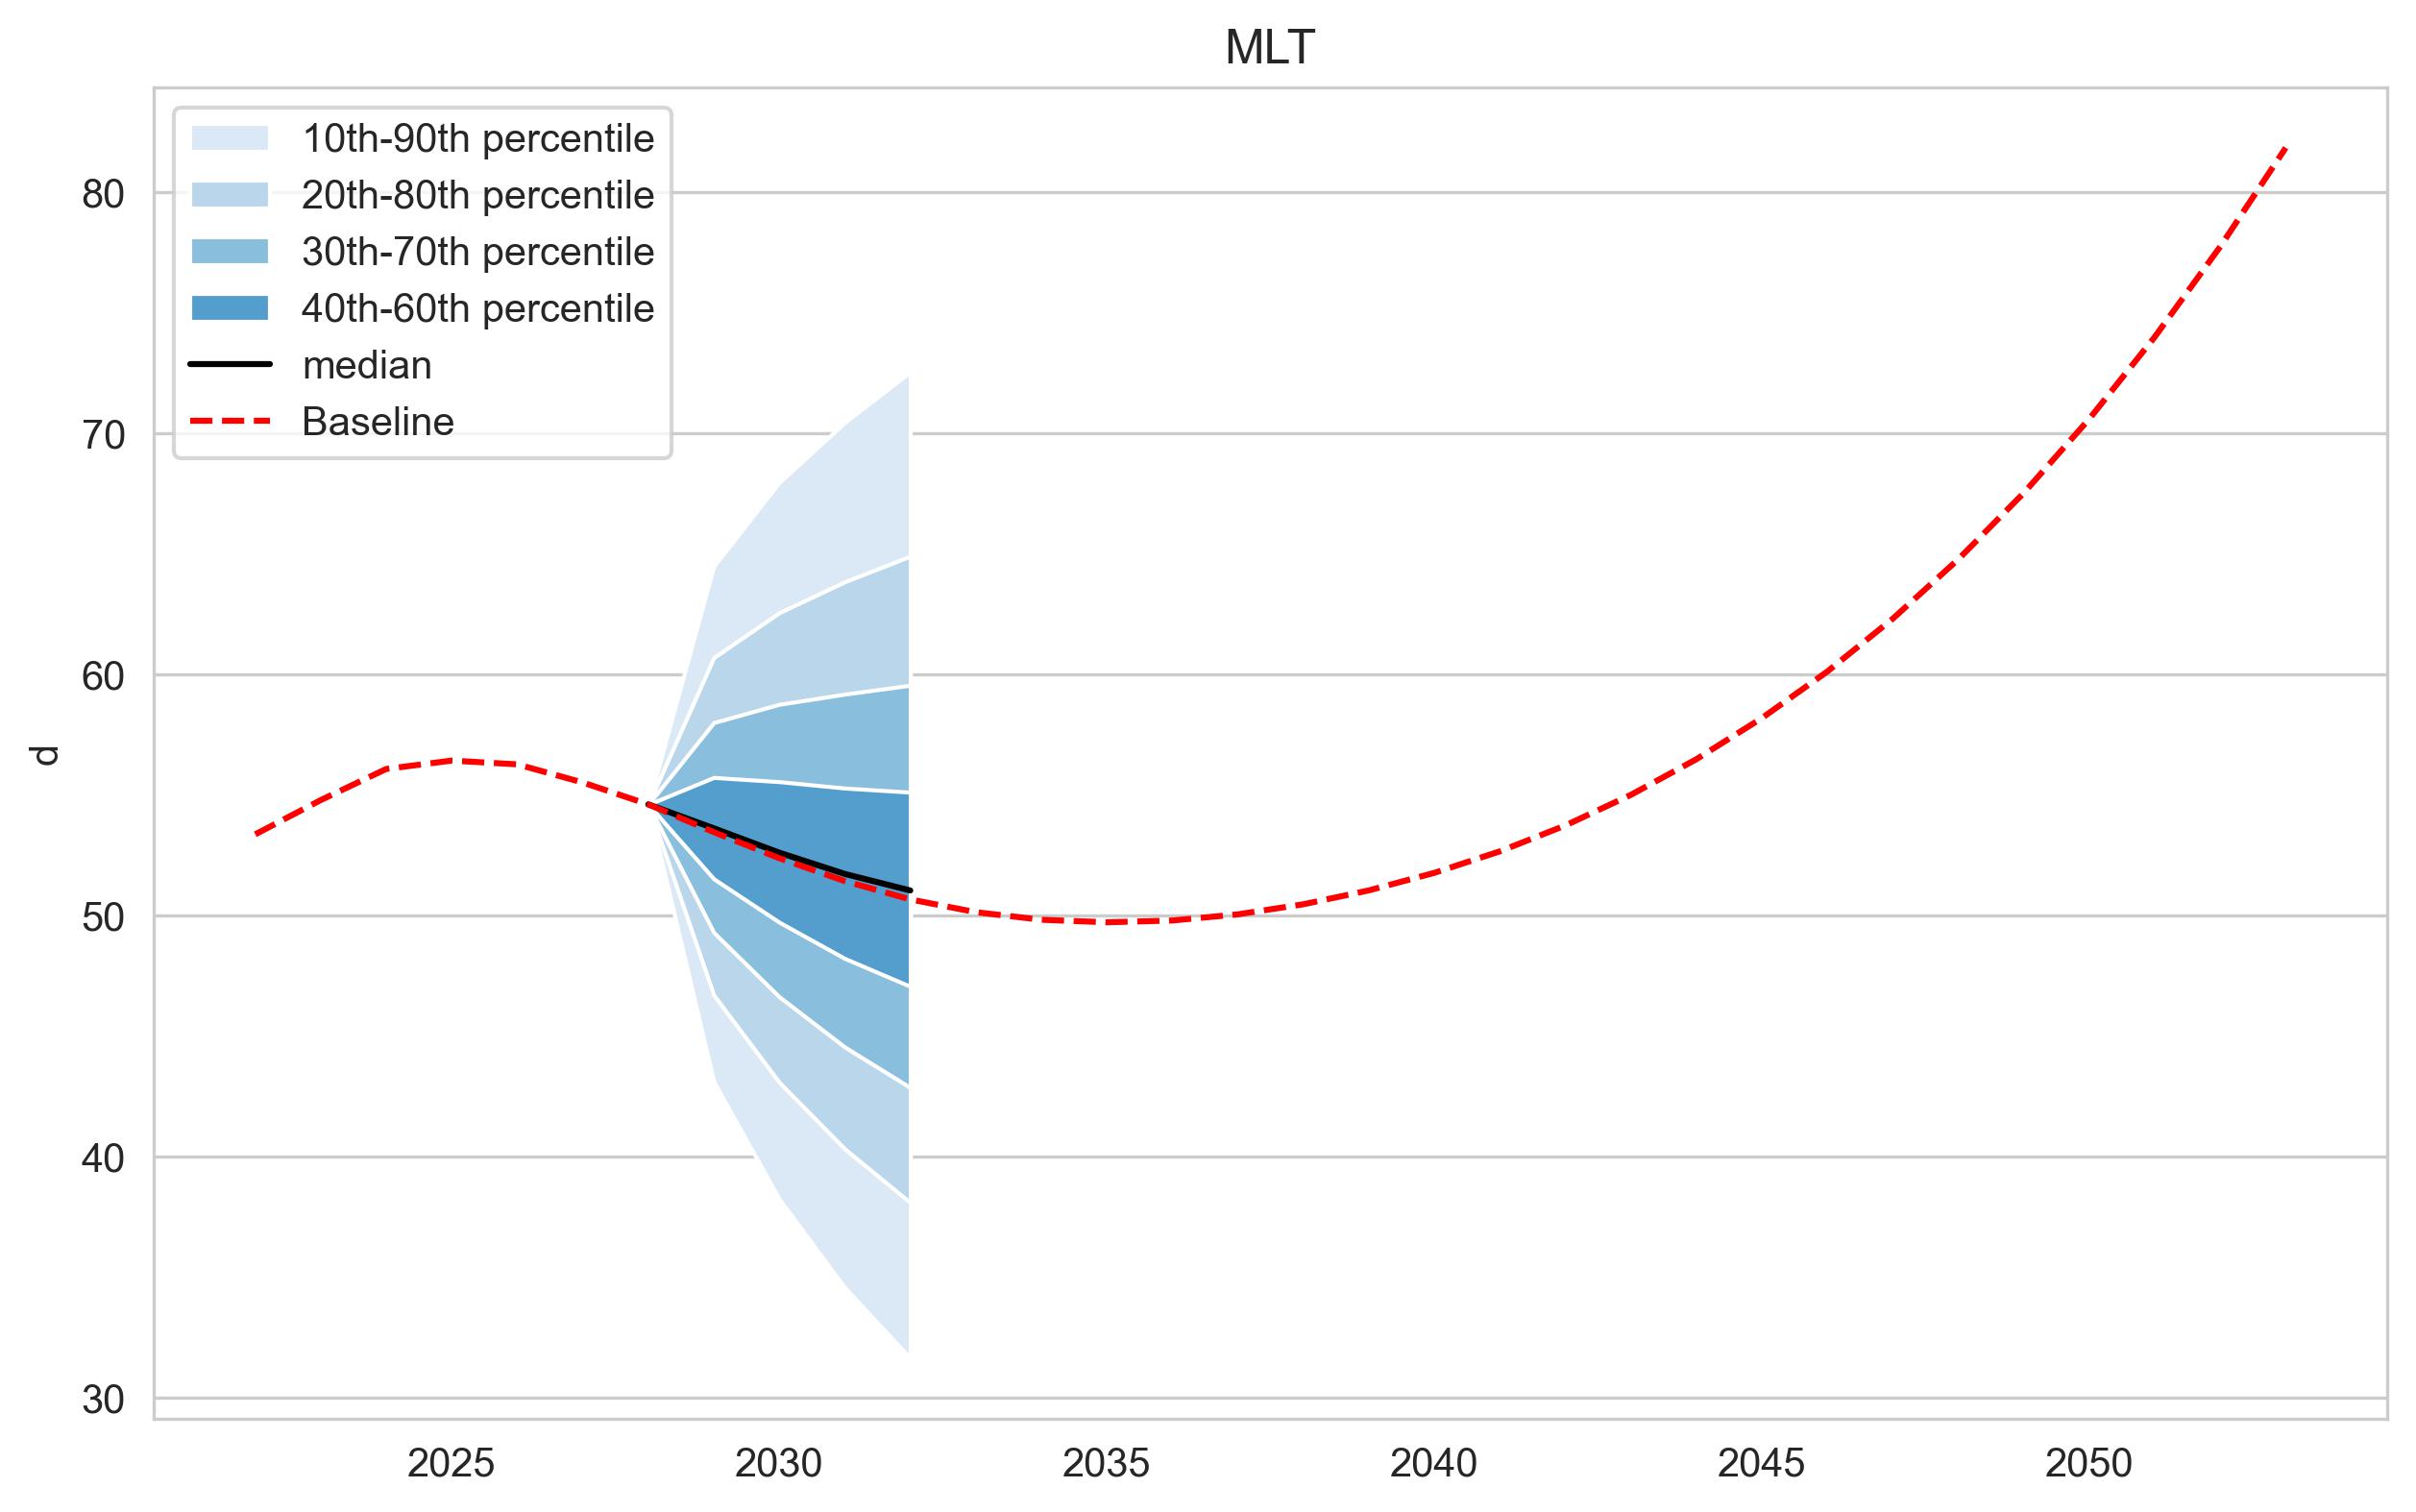 MLT
10th-90th percentile
20th-80th percentile
30th-70th percentile
40th-60th percentile
median
Baseline
80
70
60
50
40
30
d
2025 2030 2035 2040 2045 2050